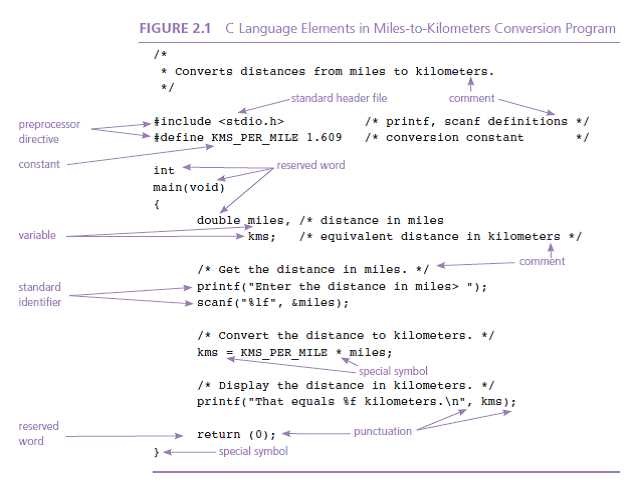 FIGURE 2.1 C Language Elements in Miles-to-Kilometers Conversion Program
/*
* Converts distances from miles to kilometers.
*/
standard header file comment
preprocessor directive
#include <stdio.h> /* printf, scanf definitions */
#define KMS_PER_MILE 1.609 /* conversion constant */
constant
reserved word
int
main(void)
{
variable
double miles, /* distance in miles
kms; /* equivalent distance in kilometers */
comment
/* Get the distance in miles. */
standard identifier
printf("Enter the distance in miles> ");
scanf("%lf", &miles);
/* Convert the distance to kilometers. */
kms = KMS_PER_MILE * miles;
special symbol
/* Display the distance in kilometers. */
printf("That equals %f kilometers.\n", kms);
reserved word
return (0);
punctuation
}
special symbol